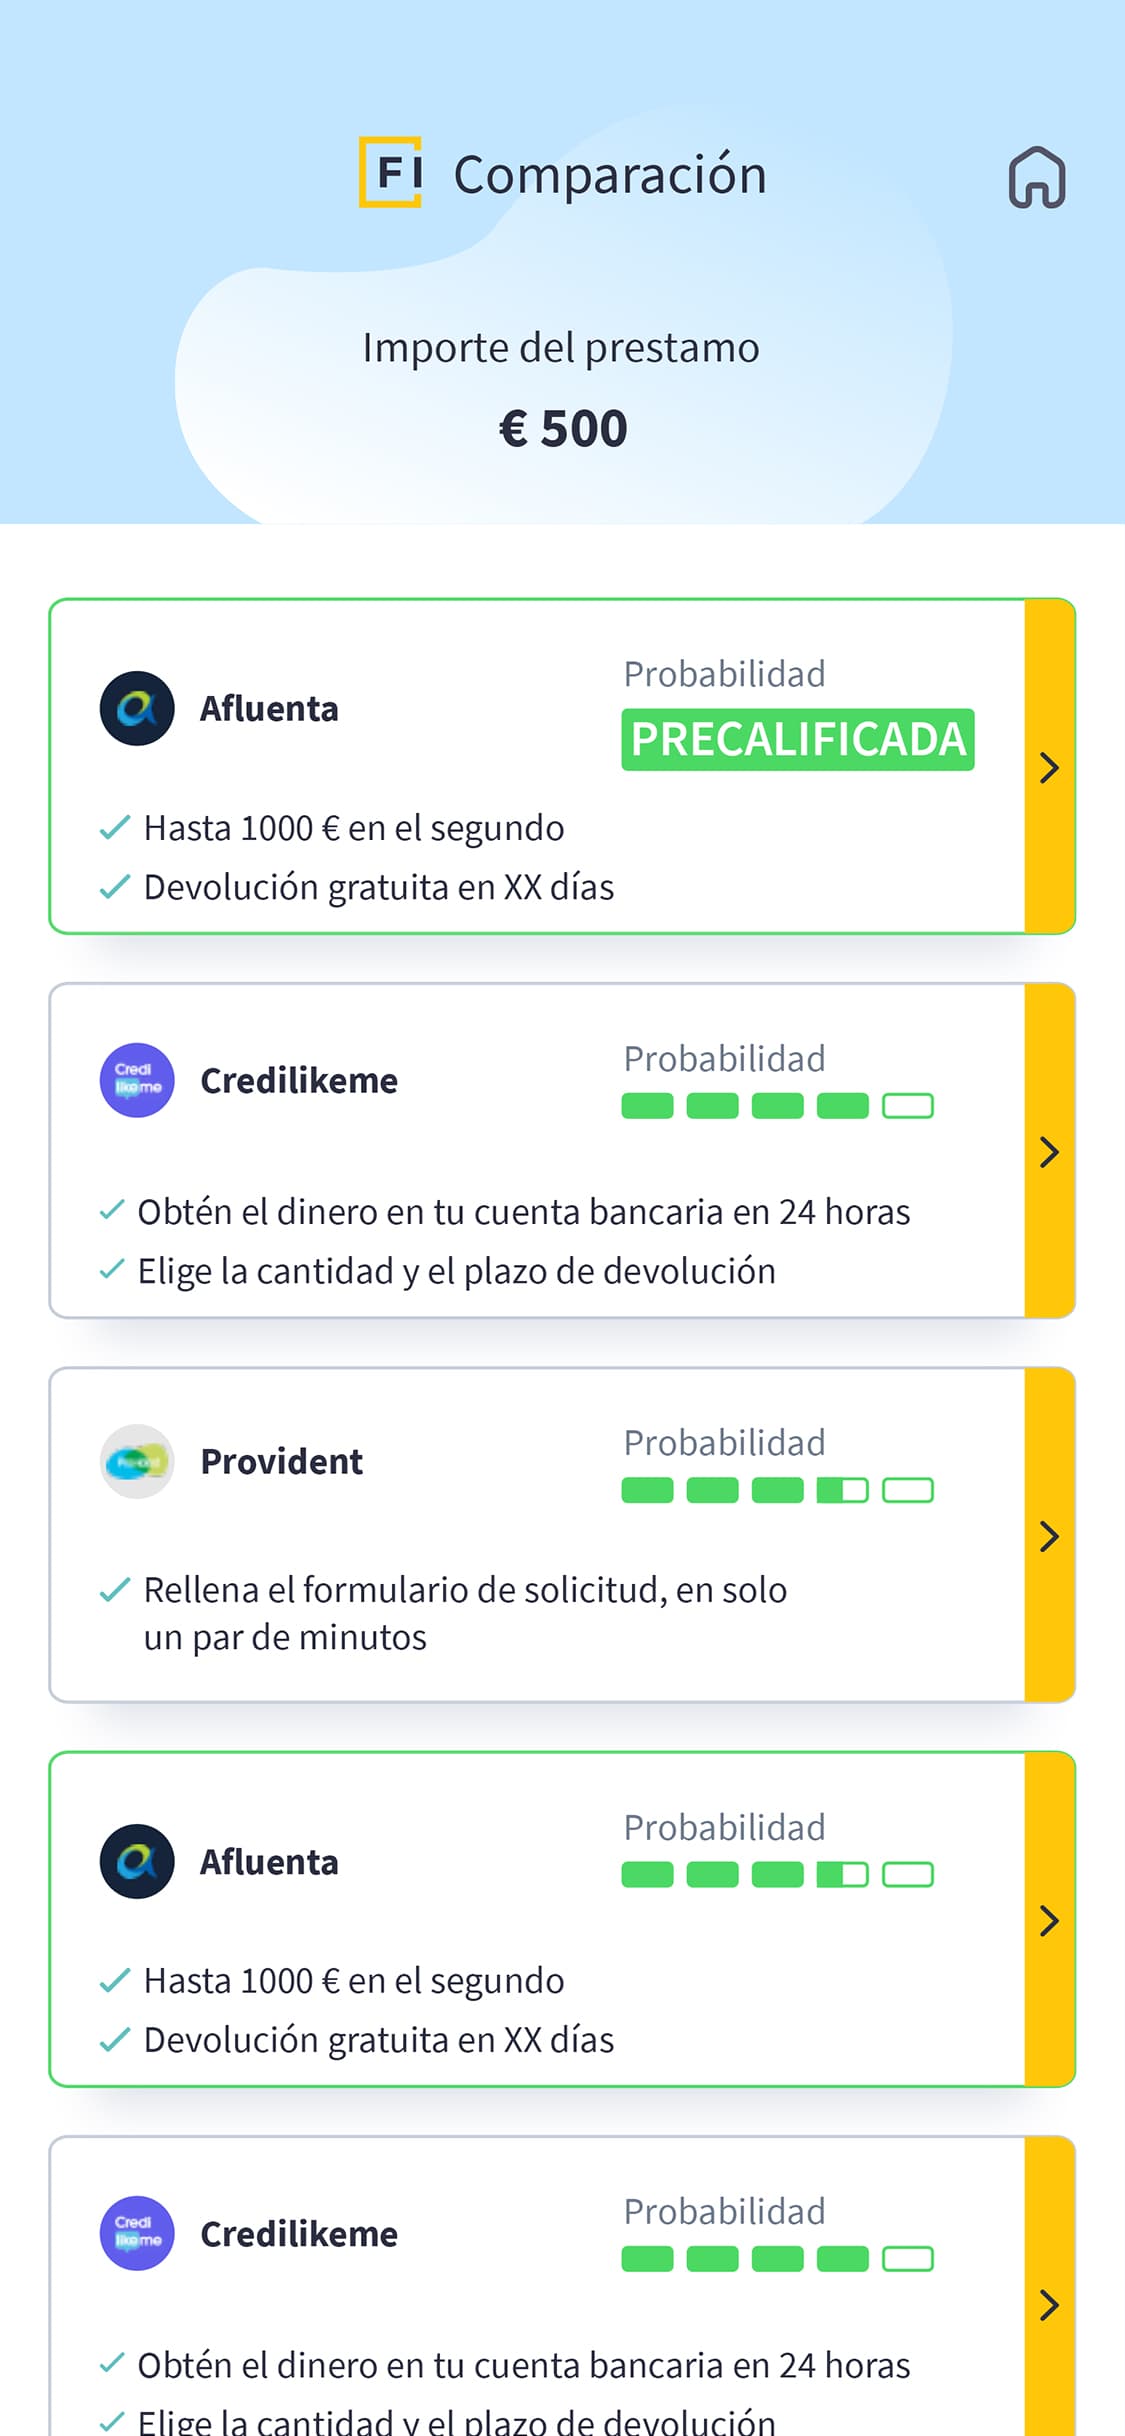 FI Comparación
Importe del prestamo
€ 500
Afluenta
Probabilidad
PRECALIFICADA
Hasta 1000 € en el segundo
Devolución gratuita en XX días
Credi
likeme
Credilikeme
Probabilidad
Obtén el dinero en tu cuenta bancaria en 24 horas
Elige la cantidad y el plazo de devolución
Provident
Probabilidad
Rellena el formulario de solicitud, en solo
un par de minutos
Afluenta
Probabilidad
Hasta 1000 € en el segundo
Devolución gratuita en XX días
Credi
likeme
Credilikeme
Probabilidad
Obtén el dinero en tu cuenta bancaria en 24 horas
Elige la cantidad y el plazo de devolución